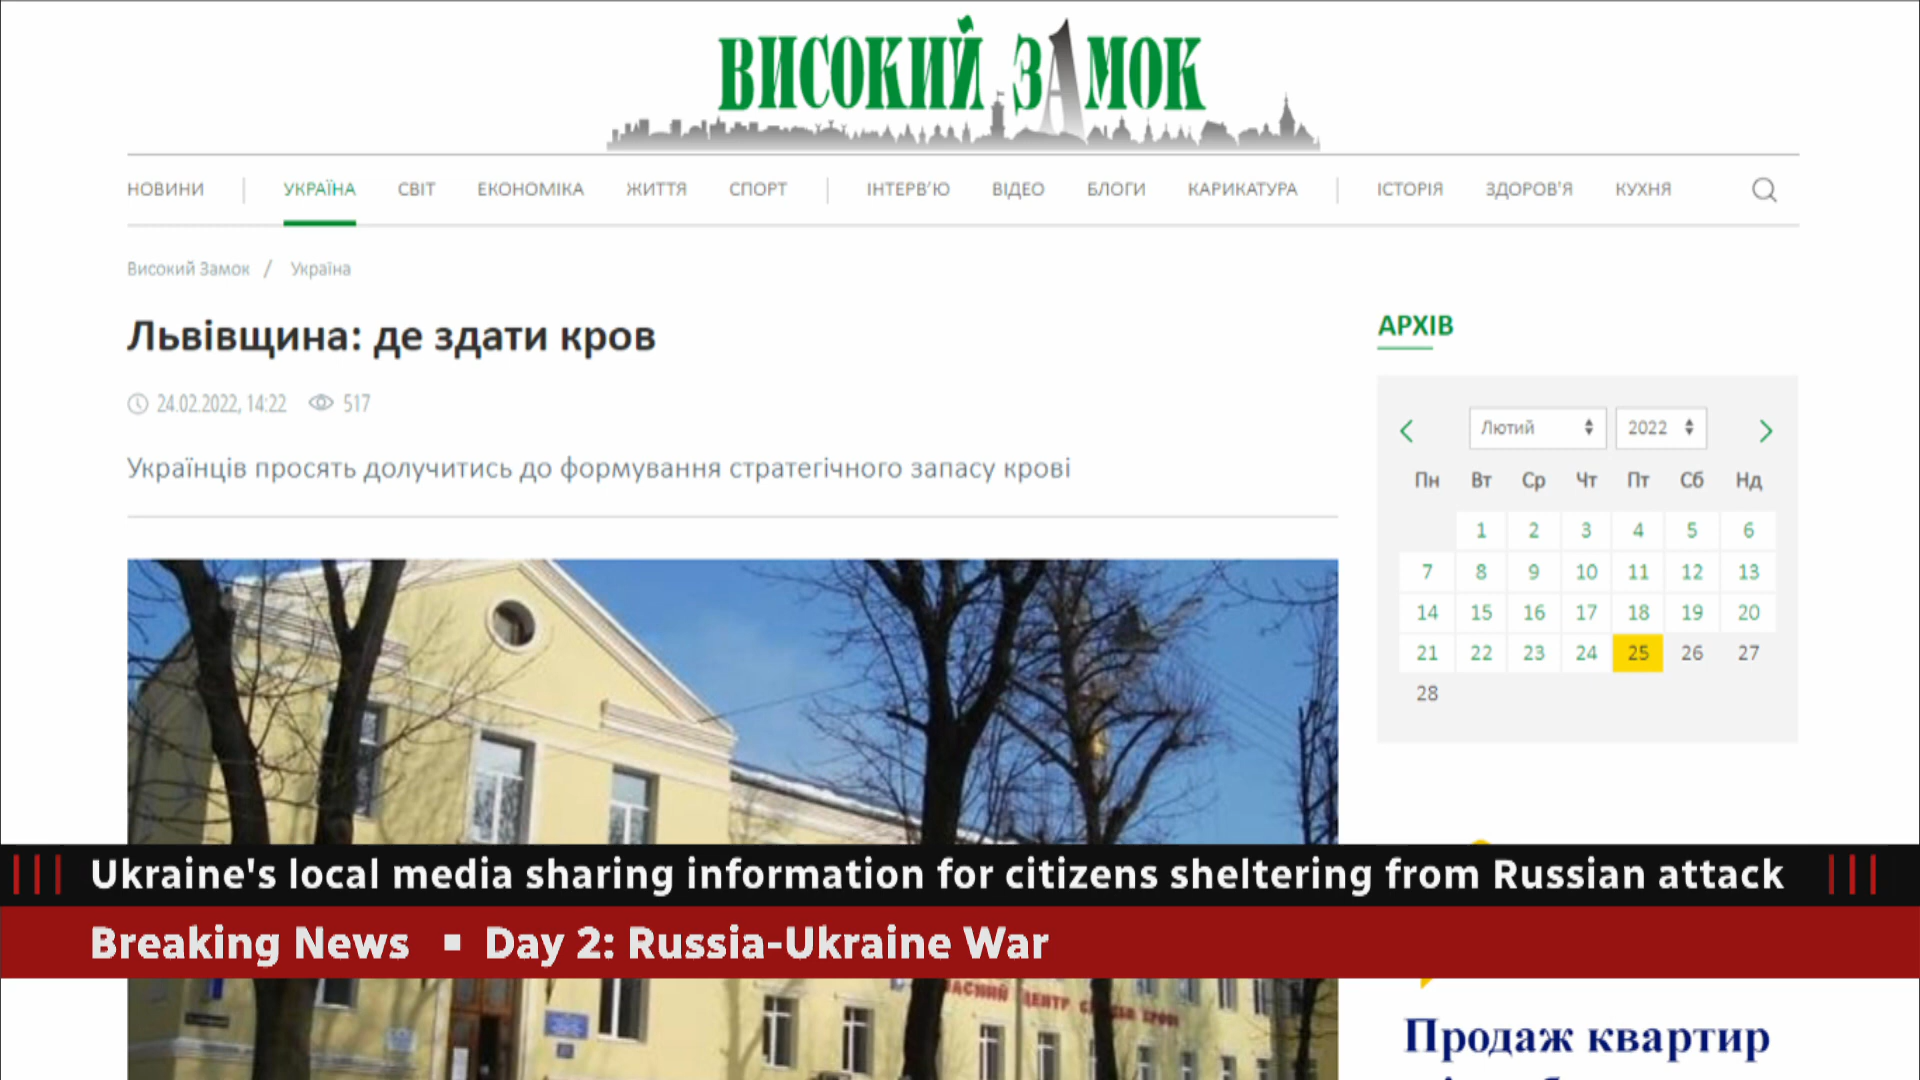 ВИСОКИЙ ЗАМОК
НОВИНИ УКРАЇНА СВІТ ЕКОНОМІКА ЖИТТЯ СПОРТ ІНТЕРВ'Ю ВІДЕО БЛОГИ КАРИКАТУРА ІСТОРІЯ ЗДОРОВ'Я КУХНЯ
Високий Замок / Україна
Львівщина: де здати кров
24.02.2022, 14:22 517
Українців просять долучитись до формування стратегічного запасу крові
АРХІВ
Лютий 2022
Пн Вт Ср Чт Пт Сб Нд
1 2 3 4 5 6
7 8 9 10 11 12 13
14 15 16 17 18 19 20
21 22 23 24 25 26 27
28
Ukraine's local media sharing information for citizens sheltering from Russian attack
Breaking News ▪ Day 2: Russia-Ukraine War
ЦЕНТР СЛУЖБИ КРОВІ
Продаж квартир